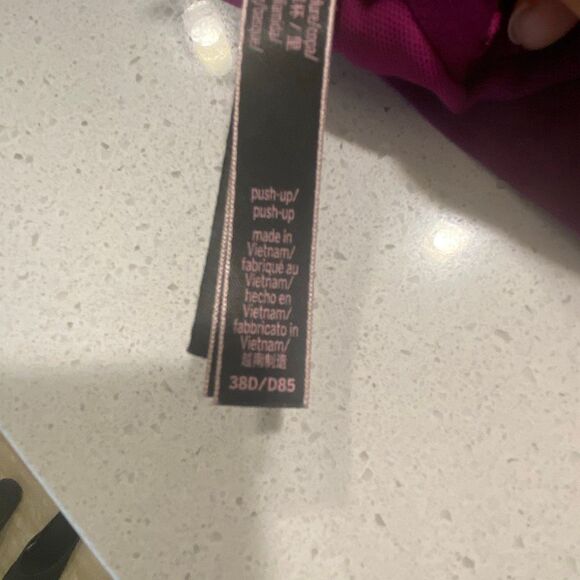 push-up/
push-up
made in
Vietnam/
fabriqué au
Vietnam/
hecho en
Vietnam/
fabbricato in
Vietnam/
越南制造
38D/D85